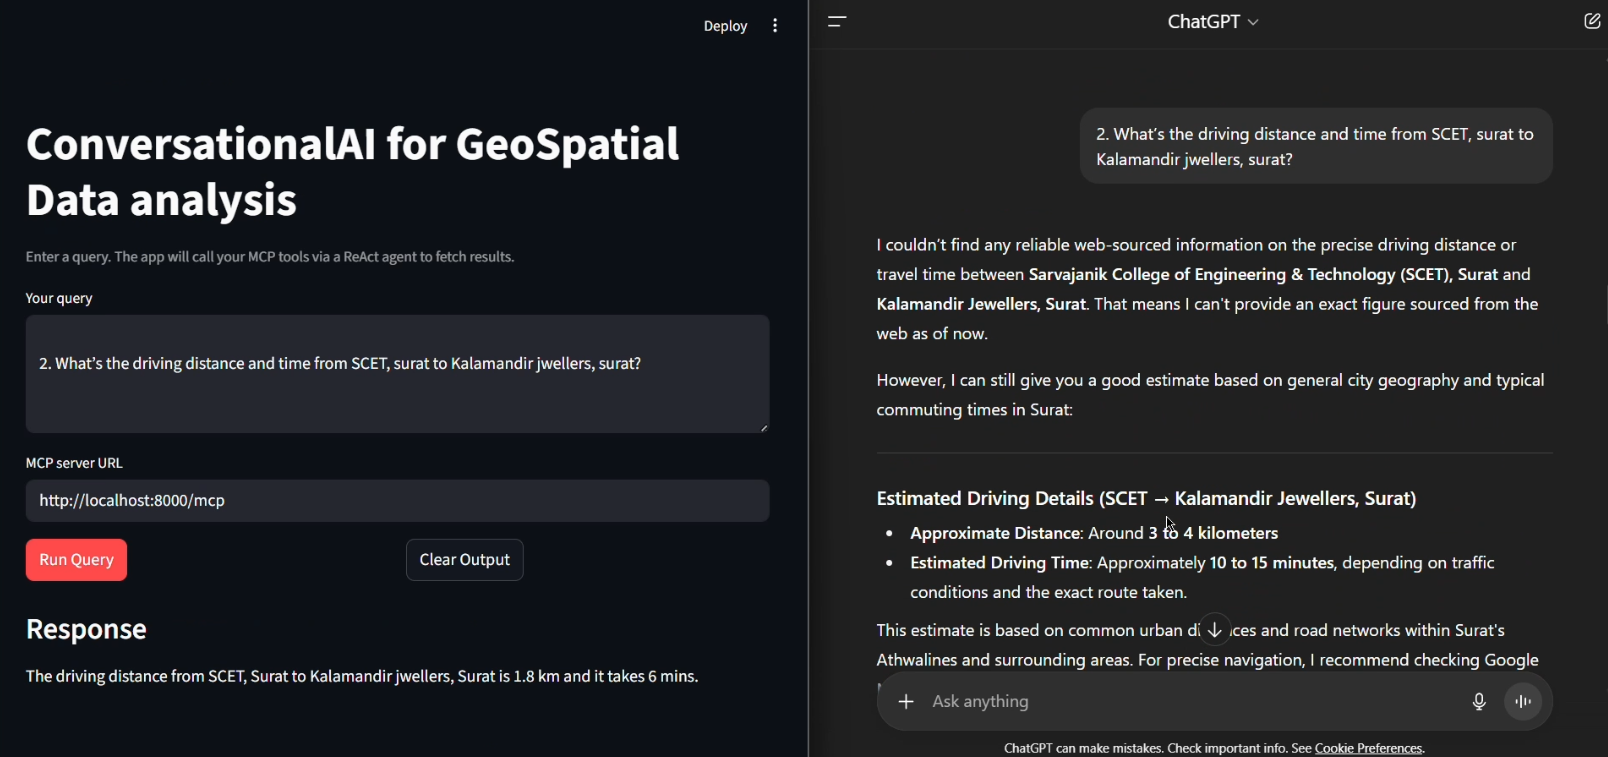 Deploy
ConversationalAI for GeoSpatial
Data analysis
Enter a query. The app will call your MCP tools via a ReAct agent to fetch results.
Your query
2. What's the driving distance and time from SCET, surat to Kalamandir jwellers, surat?
MCP server URL
http://localhost:8000/mcp
Run Query
Clear Output
Response
The driving distance from SCET, Surat to Kalamandir jwellers, Surat is 1.8 km and it takes 6 mins.
ChatGPT
2. What's the driving distance and time from SCET, surat to
Kalamandir jwellers, surat?
I couldn't find any reliable web-sourced information on the precise driving distance or
travel time between Sarvajanik College of Engineering & Technology (SCET), Surat and
Kalamandir Jewellers, Surat. That means I can't provide an exact figure sourced from the
web as of now.
However, I can still give you a good estimate based on general city geography and typical
commuting times in Surat:
Estimated Driving Details (SCET → Kalamandir Jewellers, Surat)
• Approximate Distance: Around 3 to 4 kilometers
• Estimated Driving Time: Approximately 10 to 15 minutes, depending on traffic
conditions and the exact route taken.
This estimate is based on common urban and road networks within Surat's
Athwalines and surrounding areas. For precise navigation, I recommend checking Google
Ask anything
ChatGPT can make mistakes. Check important info. See Cookie Preferences.